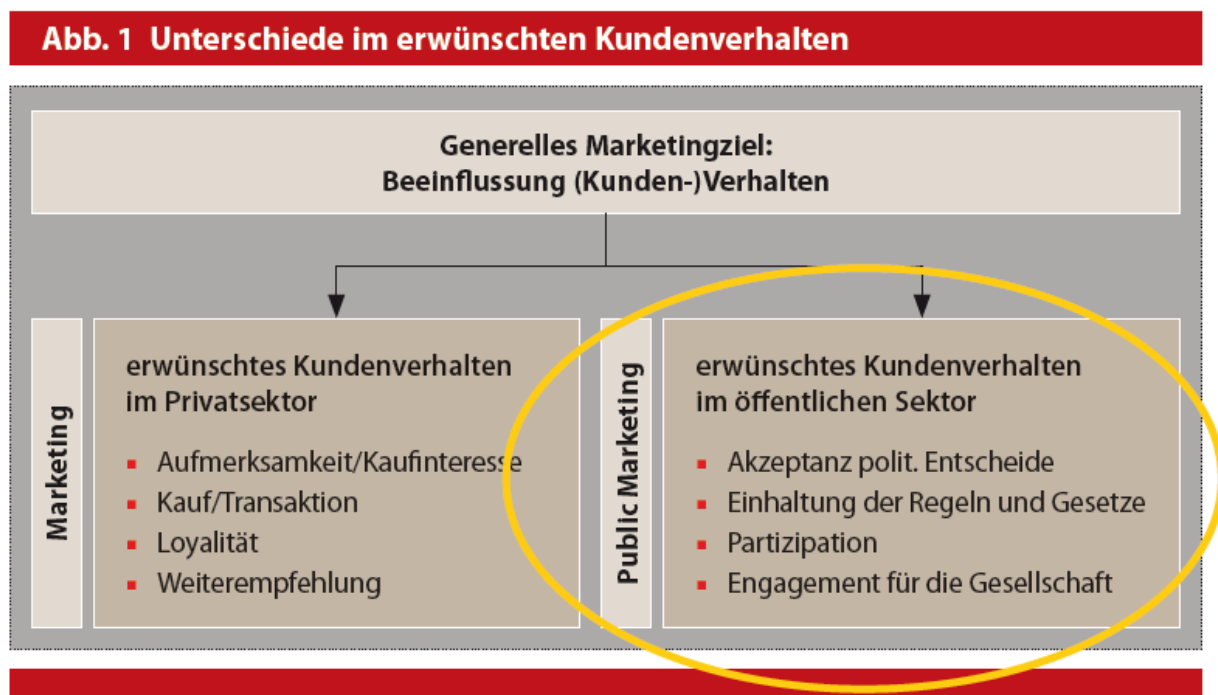 Abb. 1 Unterschiede im erwünschten Kundenverhalten
Generelles Marketingziel:
Beeinflussung (Kunden-)Verhalten
Marketing
erwünschtes Kundenverhalten
im Privatsektor
▪ Aufmerksamkeit/Kaufinteresse
▪ Kauf/Transaktion
▪ Loyalität
▪ Weiterempfehlung
Public Marketing
erwünschtes Kundenverhalten
im öffentlichen Sektor
▪ Akzeptanz polit. Entscheide
▪ Einhaltung der Regeln und Gesetze
▪ Partizipation
▪ Engagement für die Gesellschaft